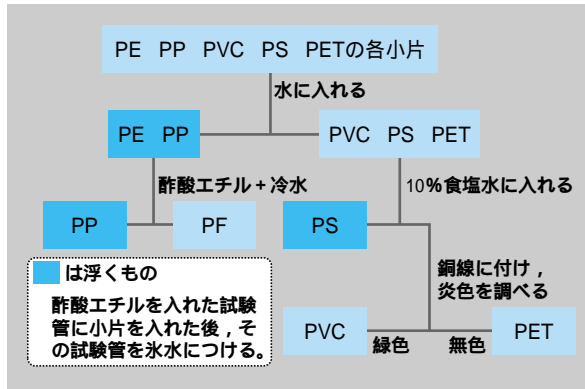 PE PP PVC PS PETの各小片
水に入れる
PE PP
PVC PS PET
酢酸エチル+冷水
10%食塩水に入れる
PP
PF
PS
は浮くもの
酢酸エチルを入れた試験
管に小片を入れた後,そ
の試験管を氷水につける。
銅線に付け,
炎色を調べる
PVC
緑色
無色
PET